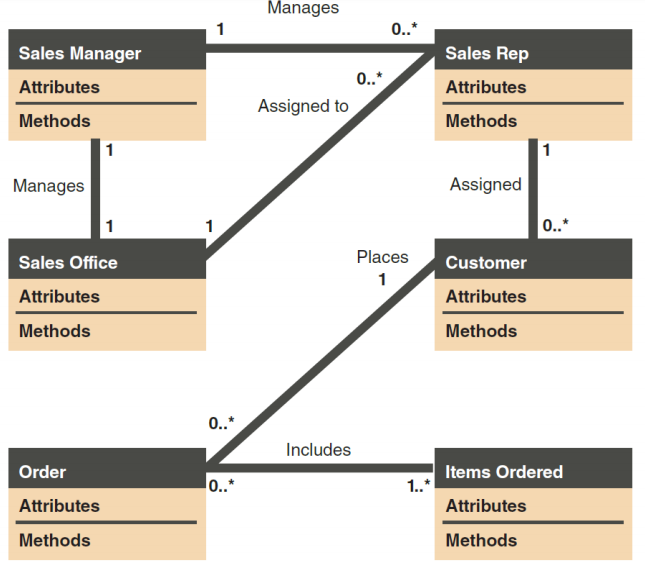 Manages
1
0..*
Sales Manager
Sales Rep
Attributes
Attributes
Methods
Methods
0..*
Assigned to
1
Manages
1
1
Assigned
0..*
1
Sales Office
Customer
Attributes
Attributes
Methods
Methods
Places
1
0..*
Includes
0..*
1..*
Order
Items Ordered
Attributes
Attributes
Methods
Methods